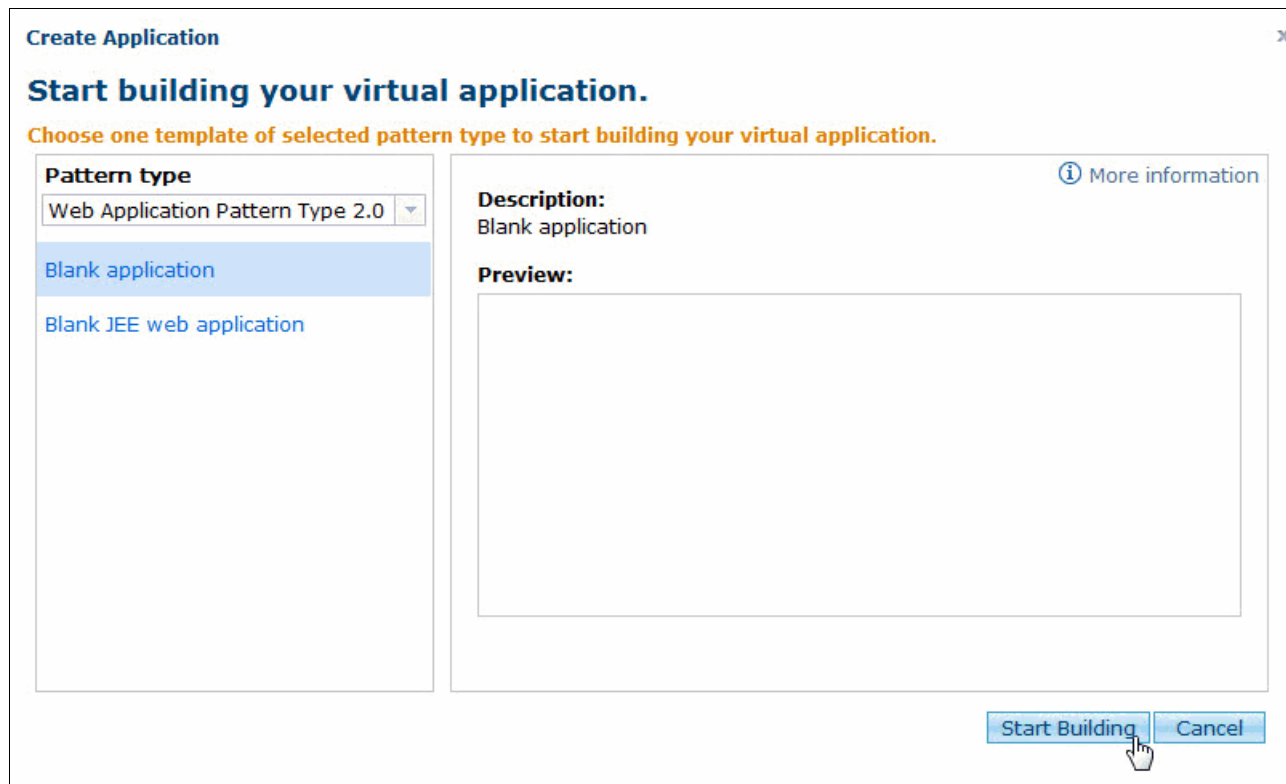 Create Application
Start building your virtual application.
Choose one template of selected pattern type to start building your virtual application.
Pattern type
Web Application Pattern Type 2.0
Blank application
Blank JEE web application
More information
Description:
Blank application
Preview:
Start Building
Cancel